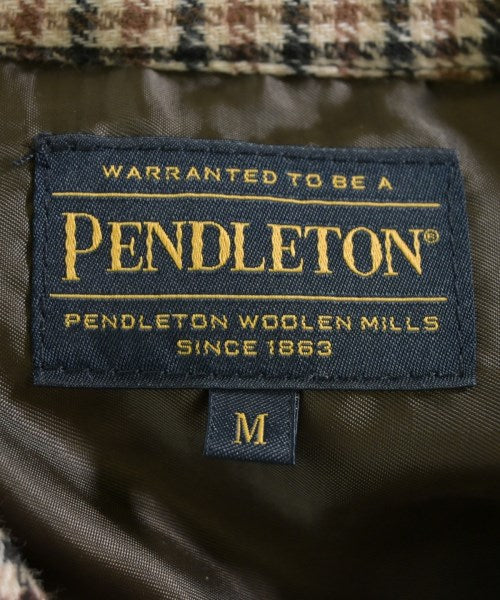 WARRANTED TO BE A
PENDLETON®
PENDLETON WOOLEN MILLS
SINCE 1863
M